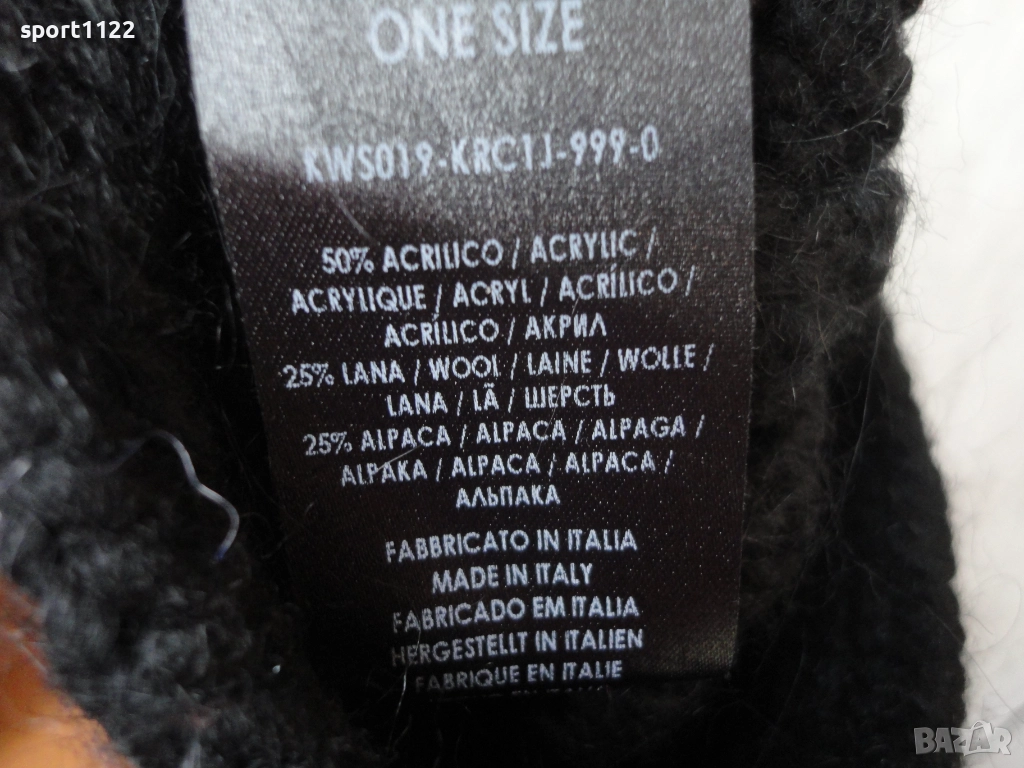 sport1122
ONE SIZE
KWS019-KRC1J-999-0
50% ACRILICO / ACRYLIC /
ACRYLIQUE / ACRYL / ACRÍLICO /
ACRÍLICO / АКРИЛ
25% LANA / WOOL / LAINE / WOLLE /
LANA / LÃ / ШЕРСТЬ
25% ALPACA / ALPACA / ALPAGA /
ALPAKA / ALPACA / ALPACA /
АЛЬПАКА
FABBRICATO IN ITALIA
MADE IN ITALY
FABRICADO EM ITALIA
HERGESTELLT IN ITALIEN
FABRIQUE EN ITALIE
BAZAR